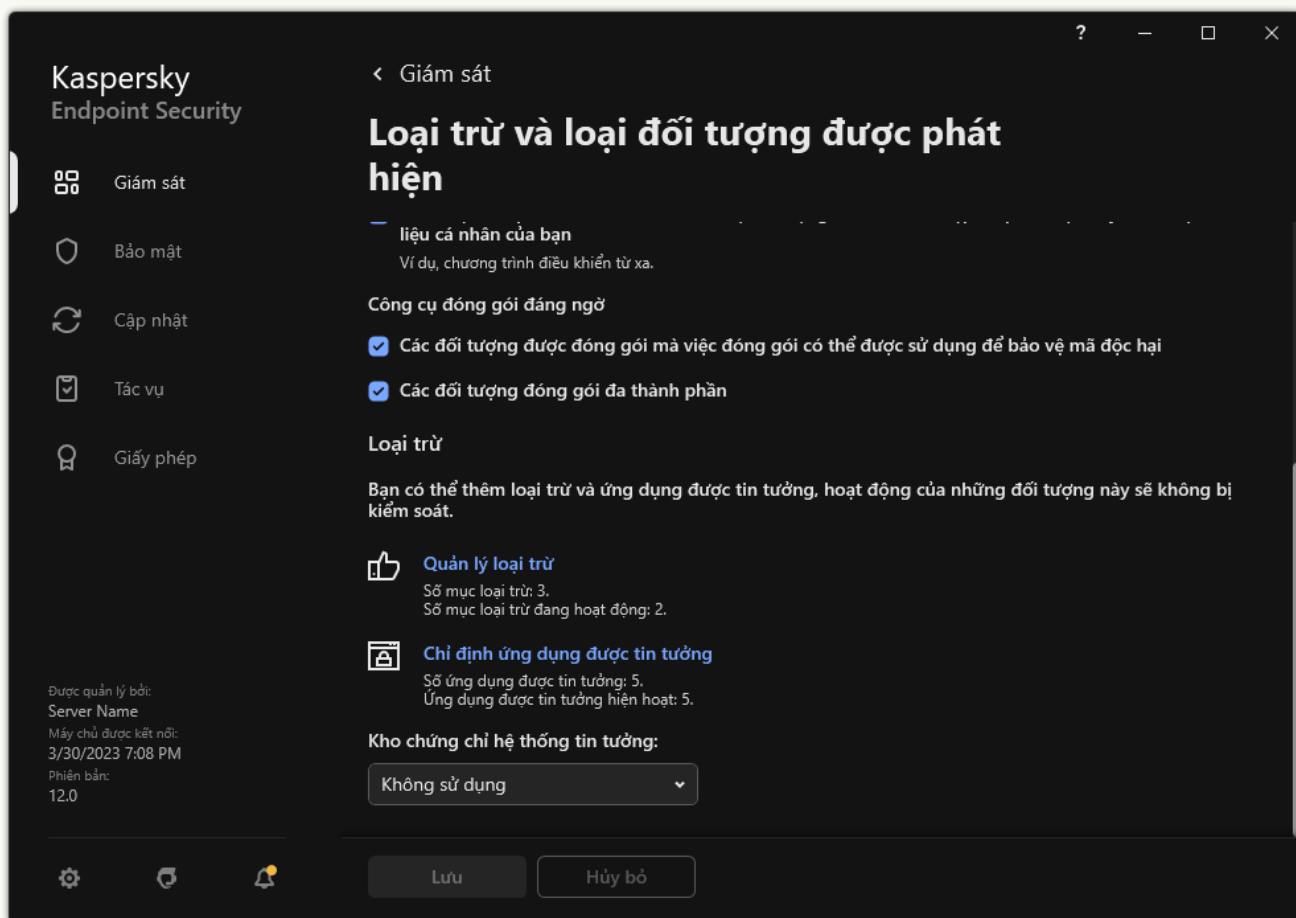 ?
Kaspersky
Endpoint Security
Giám sát
Bảo mật
Cập nhật
Tác vụ
Giấy phép
Được quản lý bởi:
Server Name
Máy chủ được kết nối:
3/30/2023 7:08 PM
Phiên bản:
12.0
Giám sát
Loại trừ và loại đối tượng được phát
hiện
liệu cá nhân của bạn
Ví dụ, chương trình điều khiển từ xa.
Công cụ đóng gói đáng ngờ
Các đối tượng được đóng gói mà việc đóng gói có thể được sử dụng để bảo vệ mã độc hại
Các đối tượng đóng gói đa thành phần
Loại trừ
Bạn có thể thêm loại trừ và ứng dụng được tin tưởng, hoạt động của những đối tượng này sẽ không bị
kiểm soát.
Quản lý loại trừ
Số mục loại trừ: 3.
Số mục loại trừ đang hoạt động: 2.
Chỉ định ứng dụng được tin tưởng
Số ứng dụng được tin tưởng: 5.
Ứng dụng được tin tưởng hiện hoạt: 5.
Kho chứng chỉ hệ thống tin tưởng:
Không sử dụng
Lưu
Hủy bỏ